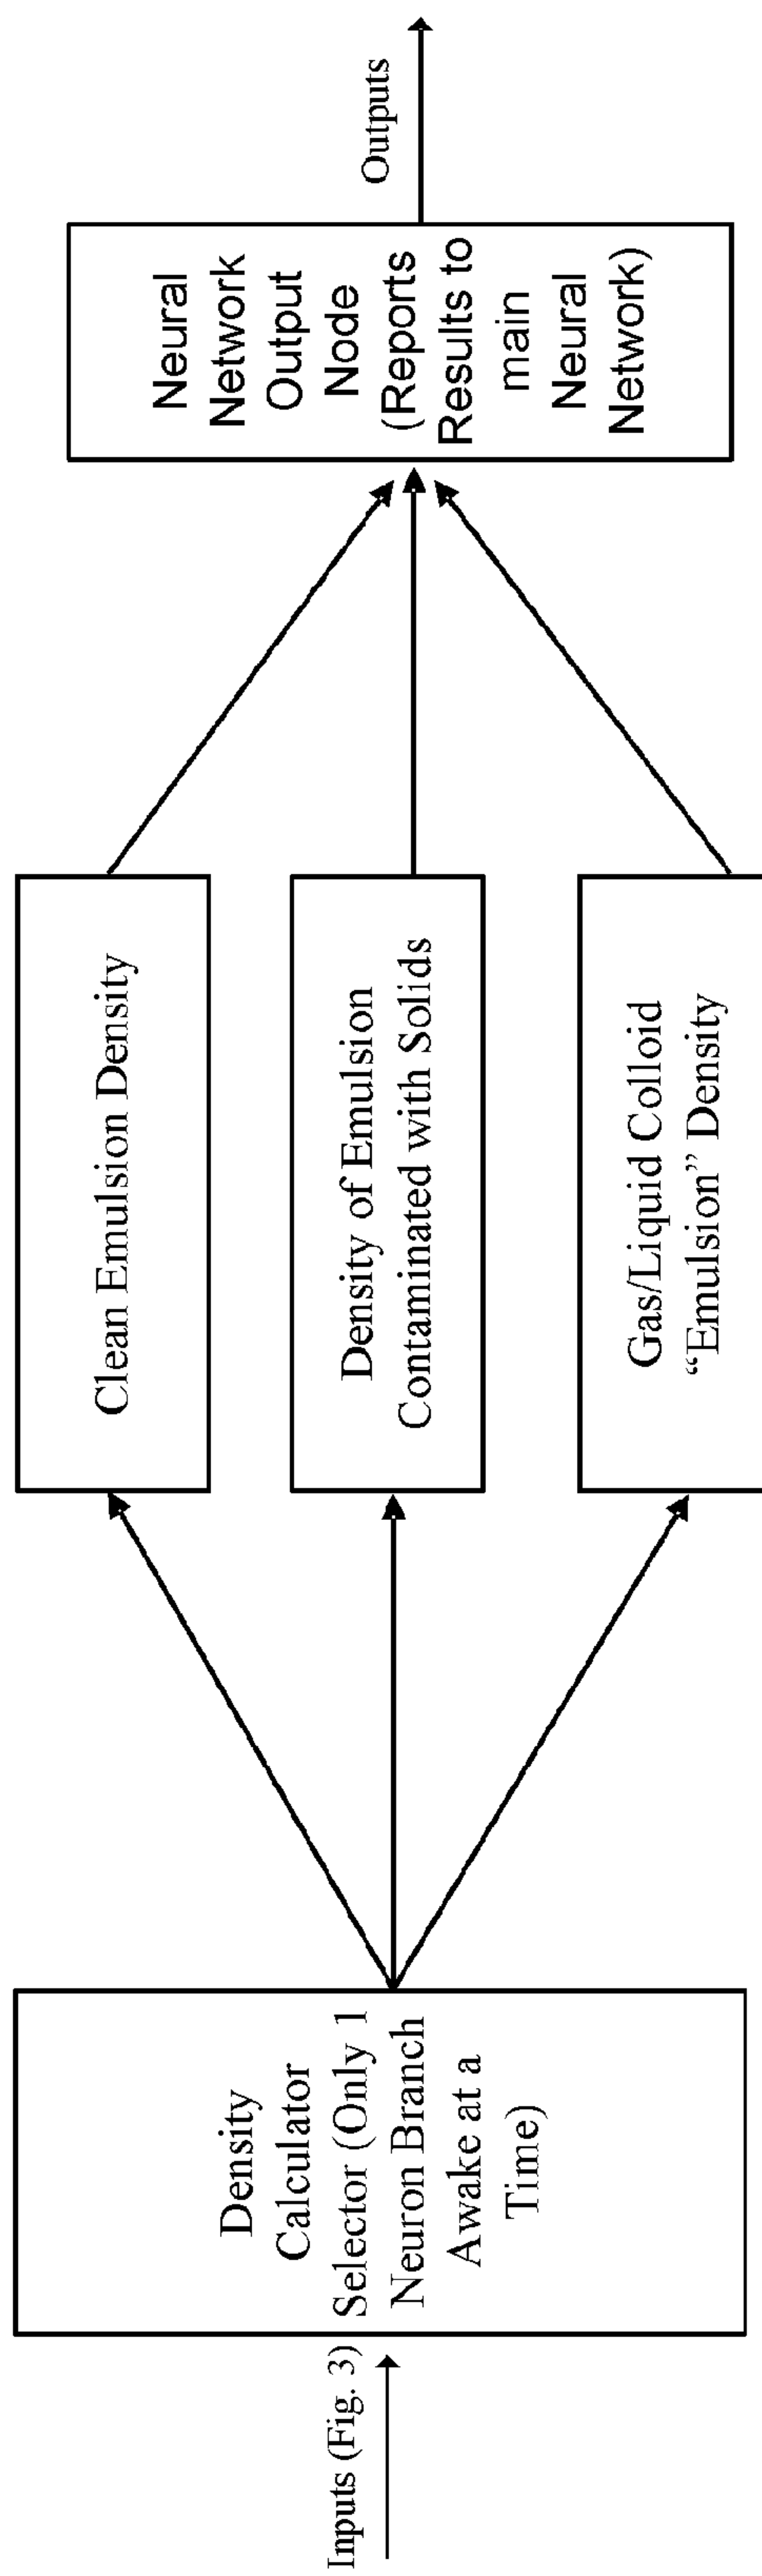 Inputs (Fig. 3)
Density
Calculator
Selector (Only 1
Neuron Branch
Awake at a
Time)
Clean Emulsion Density
Density of Emulsion
Contaminated with Solids
Gas/Liquid Colloid
“Emulsion” Density
Neural
Network
Output
Node
(Reports
Results to
main
Neural
Network)
Outputs